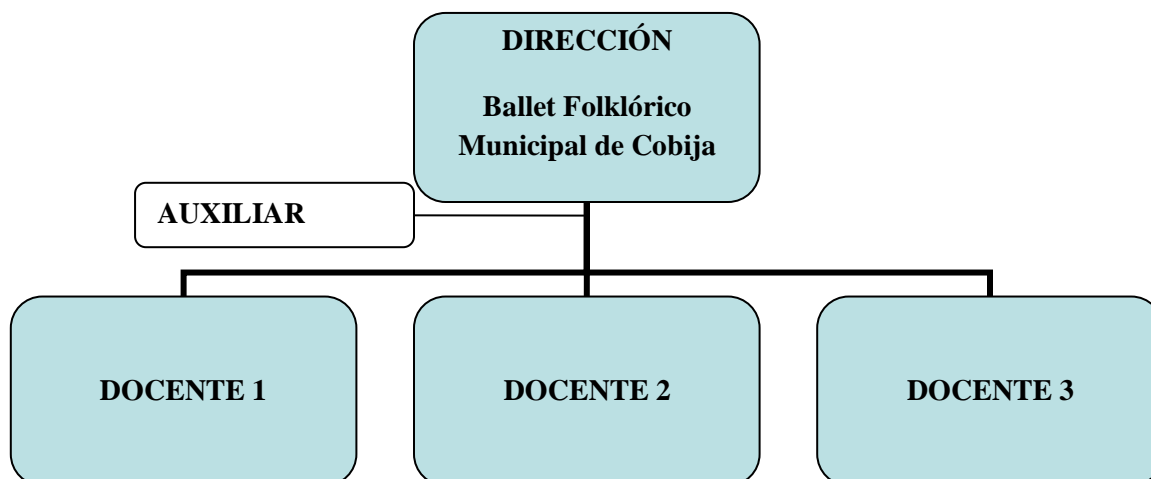 DIRECCIÓN
Ballet Folklórico
Municipal de Cobija
AUXILIAR
DOCENTE 1
DOCENTE 2
DOCENTE 3